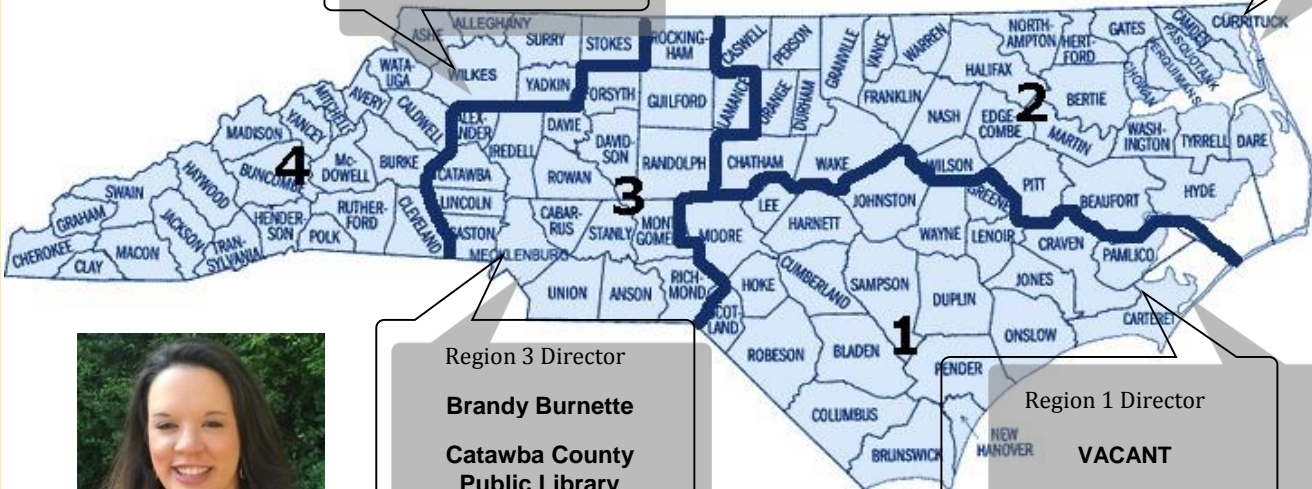 ALLEGHANY
ASHE
SURRY
STOKES
ROCKING-
HAM
CASWELL
PERSON
GRANVILLE
VANCE
WARREN
NORTH-
AMPTON
HERT-
FORD
GATES
CAMDEN
PASQUOTANK
PERQUIMANS
CURRITUCK
WATA-
UGA
WILKES
YADKIN
FORSYTH
GUILFORD
LAMANCE
ORANGE
DURHAM
FRANKLIN
HALIFAX
NASH
EDGE-
COMBE
2
BERTIE
CHOWAN
MARTIN
WASH-
INGTON
TYRRELL
DARE
MITCHELL
AVERY
CALDWELL
ALEX-
NDER
IREDELL
DAVIE
DAVID-
SON
RANDOLPH
CHATHAM
WAKE
WILSON
PITT
BEAUFORT
HYDE
MADISON
YANCEY
4
BUNCOMBE
Mc-
DOWELL
BURKE
CATAWBA
ROWAN
3
LINCOLN
GASTON
CLEVELAND
RUTHER-
FORD
POLK
HENDER-
SON
HAYWOOD
SWAIN
GRAHAM
JACKSON
TRAN-
SYLVANIA
CHEROKEE
CLAY
MACON
CABAR-
RUS
STANLY
MONT
GOME
MECKLENBURG
UNION
ANSON
RICH-
MOND
MOORE
LEE
HARNETT
JOHNSTON
GREENE
WAYNE
LENOIR
CRAVEN
PAMLICO
JONES
HOKE
CUMBERLAND
SAMPSON
DUPLIN
ONSLOW
CARTERET
SCOT-
LAND
ROBESON
BLADEN
1
PENDER
COLUMBUS
BRUNSWICK
NEW
HANOVER
Region 3 Director
Brandy Burnette
Catawba County
Public Library
Region 1 Director
VACANT